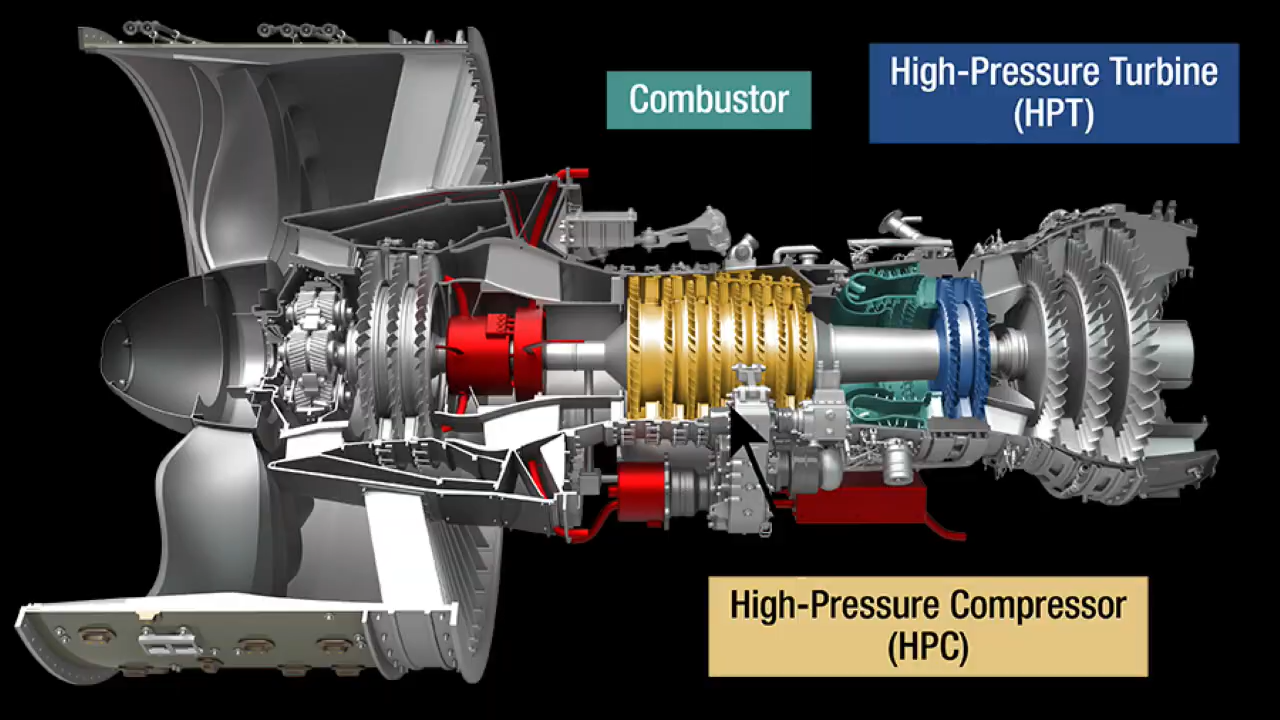 Combustor
High-Pressure Turbine
(HPT)
High-Pressure Compressor
(HPC)